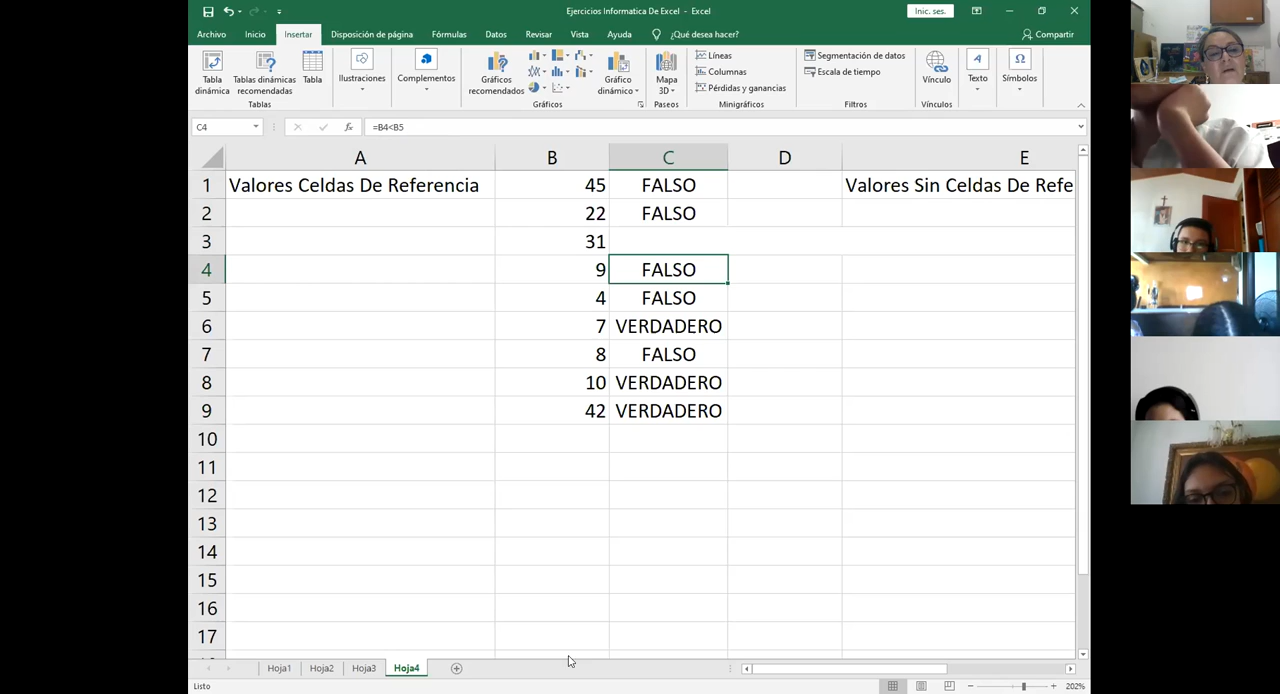 Ejercicios Informatica De Excel - Excel
Inic. ses.
Archivo Inicio Insertar Disposición de página Fórmulas Datos Revisar Vista Ayuda ¿Qué desea hacer? Compartir
Tabla dinámica
Tablas dinámicas recomendadas
Tabla
Tablas
Ilustraciones
Complementos
Gráficos recomendados
Gráficos
Gráfico dinámico
Mapa 3D
Paseos
Líneas
Columnas
Pérdidas y ganancias
Minigráficos
Segmentación de datos
Escala de tiempo
Filtros
Vínculo
Vínculos
Texto
Símbolos
C4 fx =B4<B5
A B C D E
1 Valores Celdas De Referencia 45 FALSO Valores Sin Celdas De Refe
2 22 FALSO
3 31
4 9 FALSO
5 4 FALSO
6 7 VERDADERO
7 8 FALSO
8 10 VERDADERO
9 42 VERDADERO
10
11
12
13
14
15
16
17
Hoja1 Hoja2 Hoja3 Hoja4
Listo 202%